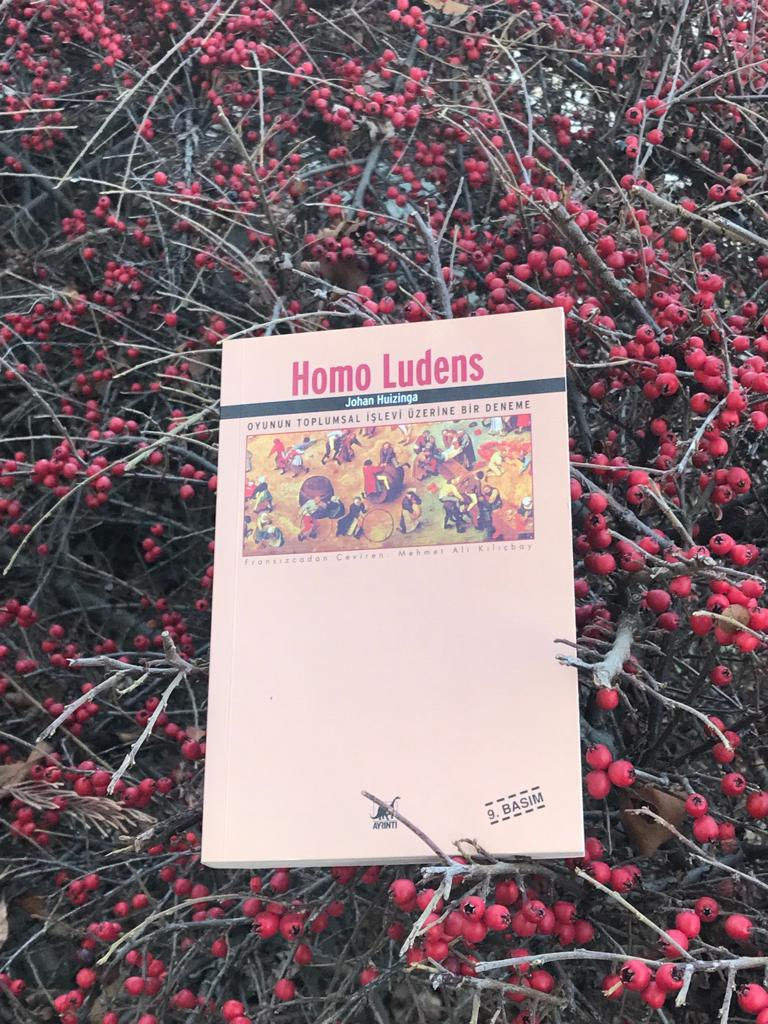 Homo Ludens
Johan Huizinga
OYUNUN TOPLUMSAL İŞLEVİ ÜZERİNE BİR DENEME
Fransızcadan Çeviren: Mehmet Ali Kılıçbay
9. BASIM
AYRINTI